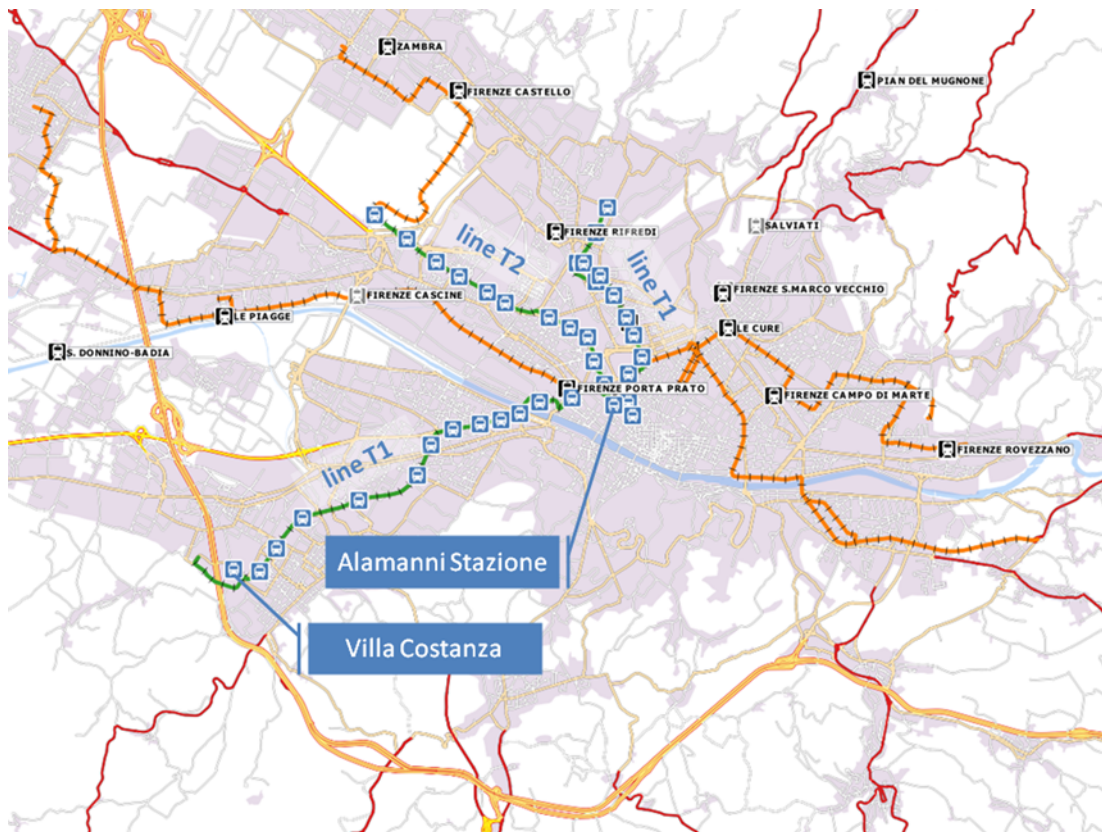 ZAMBRA
PIAN DEL MUGNONE
FIRENZE CASTELLO
line T2
FIRENZE RIFREDI
SALVIATI
line T1
FIRENZE CASCINE
FIRENZE S.MARCO VECCHIO
LE PIAGGE
LE CURE
S. DONNINO-BADIA
FIRENZE PORTA PRATO
FIRENZE CAMPO DI MARTE
FIRENZE ROVEZZANO
line T1
Alamanni Stazione
Villa Costanza